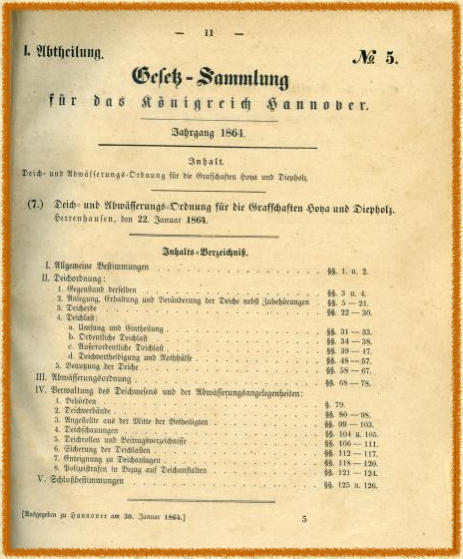 — 11 —
I. Abtheilung.
№ 5.
Gesetz-Sammlung
für das Königreich Hannover.
Jahrgang 1864.
Inhalt.
Deich- und Abwässerungs-Ordnung für die Grafschaften Hoya und Diepholz.
(7.) Deich- und Abwässerungs-Ordnung für die Grafschaften Hoya und Diepholz.
Herrenhausen, den 22. Januar 1864.
Inhalts-Verzeichniß.
I. Allgemeine Bestimmungen §§. 1 u. 2.
II. Deichordnung:
1. Gegenstand derselben §§. 3 u. 4.
2. Anlegung, Erhaltung und Veränderung der Deiche nebst Zubehörungen §§. 5 — 21.
3. Deicherde §§. 22 — 30.
4. Deichlast:
a. Umfang und Eintheilung §§. 31 — 33.
b. Ordentliche Deichlast §§. 34 — 38.
c. Außerordentliche Deichlast §§. 39 — 47.
d. Deichvertheidigung und Nothhülfe §§. 48 — 57.
5. Benutzung der Deiche §§. 58 — 67.
III. Abwässerungsordnung §§. 68 — 78.
IV. Verwaltung des Deichwesens und der Abwässerungsangelegenheiten:
1. Behörden §. 79.
2. Deichverbände §§. 80 — 98.
3. Angestellte aus der Mitte der Betheiligten §§. 99 — 103.
4. Deichschauungen §§. 104 u. 105.
5. Deichrollen und Beitragsverzeichnisse §§. 106 — 111.
6. Sicherung der Deichlasten §§. 112 — 117.
7. Enteignung zu Deichanlagen §§. 118 — 120.
8. Polizeistrafen in Bezug auf Deichanstalten §§. 121 — 124.
V. Schlußbestimmungen §§. 125 u. 126.
[Ausgegeben zu Hannover am 30. Januar 1864.]
5